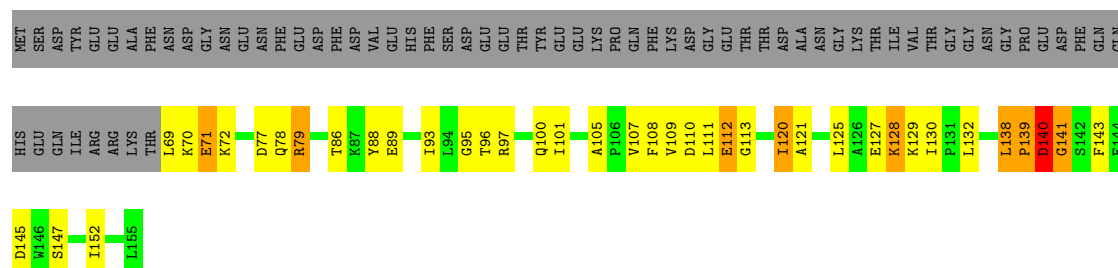 MET SER ASP TYR GLU GLU ALA PHE ASN ASP GLY ASN GLU ASN PHE GLU ASP PHE ASP VAL GLU HIS PHE SER ASP GLU GLU THR TYR GLU GLU LYS PRO GLN PHE LYS ASP GLY GLU THR THR ASP ALA ASN GLY LYS THR ILE VAL THR GLY GLY ASN GLY PRO GLU ASP PHE GLN GLN
HIS GLU GLN ILE ARG ARG LYS THR L69 K70 E71 K72 D77 Q78 R79 T86 K87 Y88 E89 I93 L94 G95 T96 R97 Q100 I101 A105 P106 V107 F108 V109 D110 L111 E112 G113 I120 A121 L125 A126 E127 K128 K129 I130 P131 L132 L138 P139 D140 G141 S142 F143 E144
D145 W146 S147 I152 L155